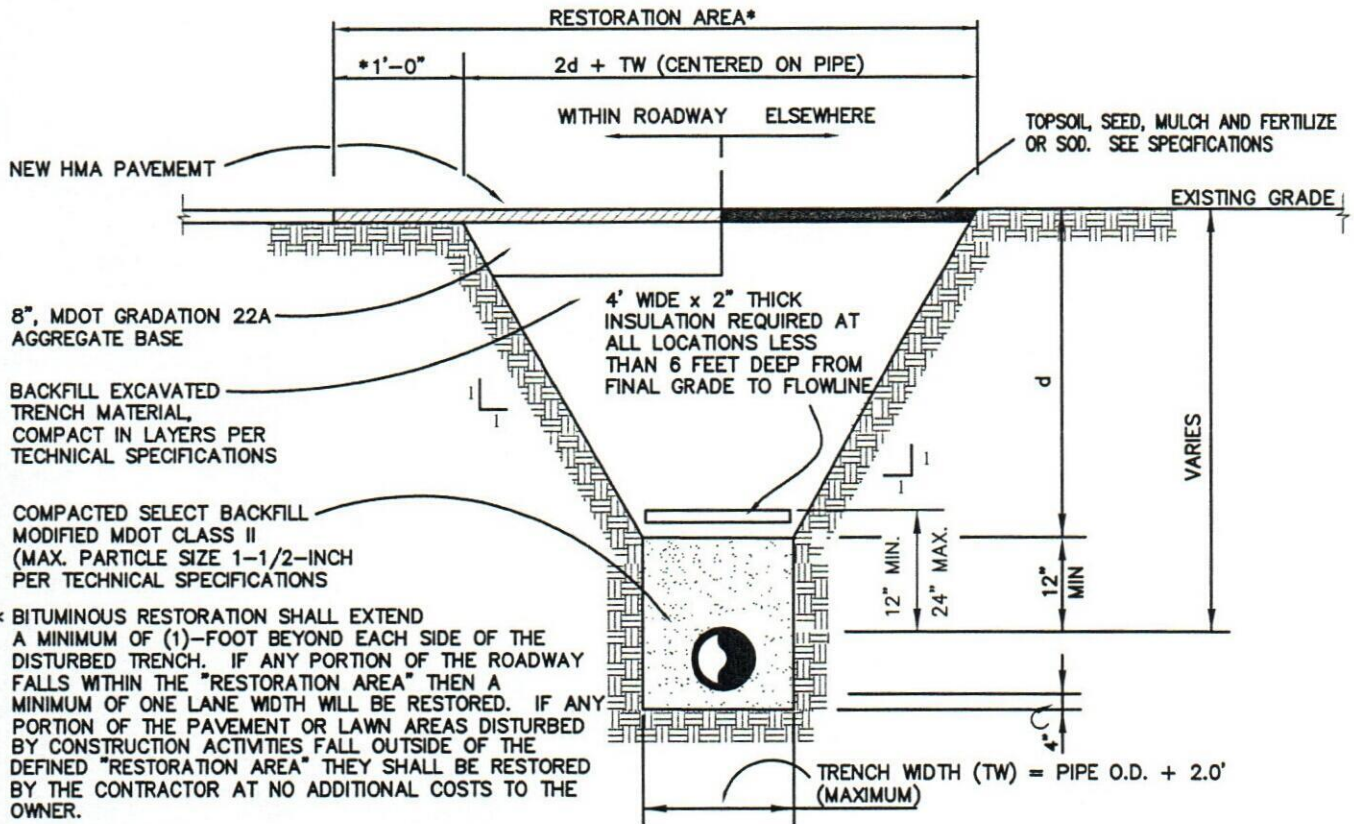 RESTORATION AREA*
*1'-0"
2d + TW (CENTERED ON PIPE)
WITHIN ROADWAY
ELSEWHERE
TOPSOIL, SEED, MULCH AND FERTILIZE
OR SOD. SEE SPECIFICATIONS
NEW HMA PAVEMEMT
EXISTING GRADE
8", MDOT GRADATION 22A
AGGREGATE BASE
4' WIDE x 2" THICK
INSULATION REQUIRED AT
ALL LOCATIONS LESS
THAN 6 FEET DEEP FROM
FINAL GRADE TO FLOWLINE
BACKFILL EXCAVATED
TRENCH MATERIAL,
COMPACT IN LAYERS PER
TECHNICAL SPECIFICATIONS
1
1
1
1
d
VARIES
COMPACTED SELECT BACKFILL
MODIFIED MDOT CLASS II
(MAX. PARTICLE SIZE 1-1/2-INCH
PER TECHNICAL SPECIFICATIONS
12" MIN.
24" MAX.
12"
MIN
* BITUMINOUS RESTORATION SHALL EXTEND
A MINIMUM OF (1)-FOOT BEYOND EACH SIDE OF THE
DISTURBED TRENCH. IF ANY PORTION OF THE ROADWAY
FALLS WITHIN THE "RESTORATION AREA" THEN A
MINIMUM OF ONE LANE WIDTH WILL BE RESTORED. IF ANY
PORTION OF THE PAVEMENT OR LAWN AREAS DISTURBED
BY CONSTRUCTION ACTIVITIES FALL OUTSIDE OF THE
DEFINED "RESTORATION AREA" THEY SHALL BE RESTORED
BY THE CONTRACTOR AT NO ADDITIONAL COSTS TO THE
OWNER.
4"
TRENCH WIDTH (TW) = PIPE O.D. + 2.0'
(MAXIMUM)